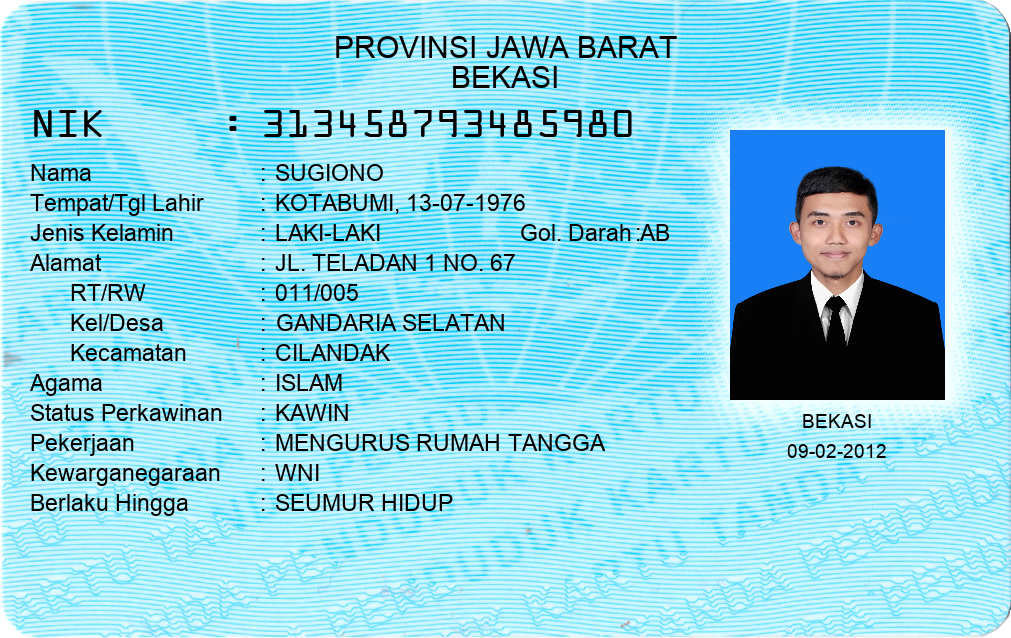 PROVINSI JAWA BARAT
BEKASI
NIK : 313458793485980
Nama : SUGIONO
Tempat/Tgl Lahir : KOTABUMI, 13-07-1976
Jenis Kelamin : LAKI-LAKI Gol. Darah :AB
Alamat : JL. TELADAN 1 NO. 67
RT/RW : 011/005
Kel/Desa : GANDARIA SELATAN
Kecamatan : CILANDAK
Agama : ISLAM
Status Perkawinan : KAWIN
Pekerjaan : MENGURUS RUMAH TANGGA
Kewarganegaraan : WNI
Berlaku Hingga : SEUMUR HIDUP
BEKASI
09-02-2012